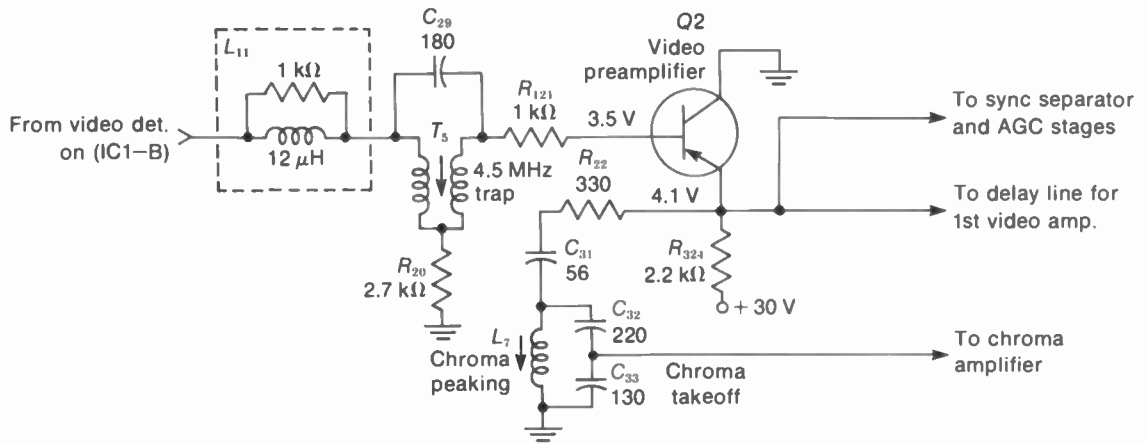 C29
180
Q2
Video
preamplifier
L11
1 kΩ
12 μH
From video det.
on (IC1–B)
T5
4.5 MHz
trap
R121
1 kΩ
3.5 V
To sync separator
and AGC stages
R22
330
4.1 V
To delay line for
1st video amp.
C31
56
R20
2.7 kΩ
R324
2.2 kΩ
+ 30 V
C32
220
L7
Chroma
peaking
C33
130
Chroma
takeoff
To chroma
amplifier